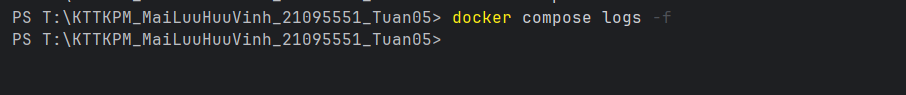 PS T:\KTTKPM_MaiLuuHuuVinh_21095551_Tuan05> docker compose logs -f
PS T:\KTTKPM_MaiLuuHuuVinh_21095551_Tuan05>